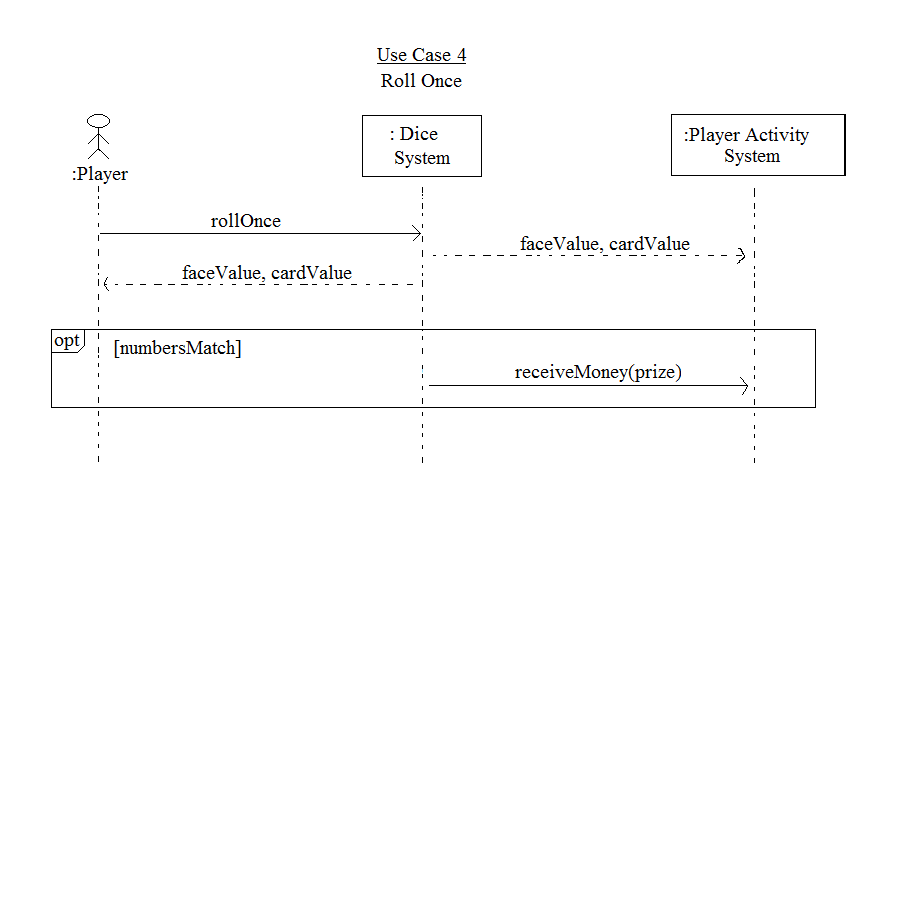 Use Case 4
Roll Once
: Dice
System
:Player Activity
System
:Player
rollOnce
faceValue, cardValue
faceValue, cardValue
opt
[numbersMatch]
receiveMoney(prize)